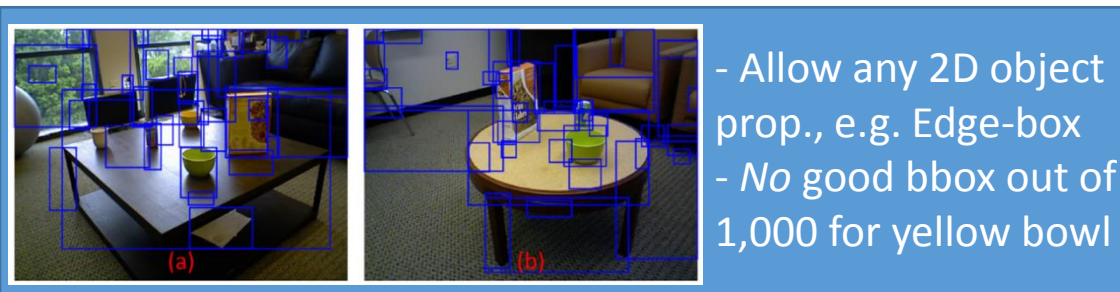 - Allow any 2D object
prop., e.g. Edge-box
- No good bbox out of
1,000 for yellow bowl
(a)
(b)